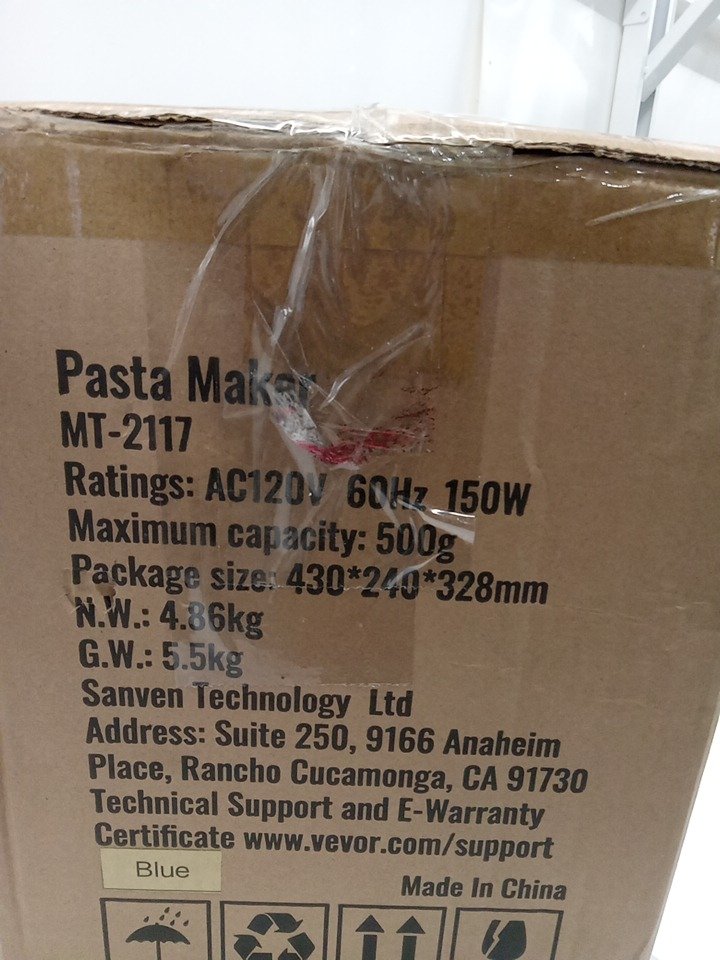 Pasta Maker
MT-2117
Ratings: AC120V 60Hz 150W
Maximum capacity: 500g
Package size: 430*240*328mm
N.W.: 4.86kg
G.W.: 5.5kg
Sanven Technology Ltd
Address: Suite 250, 9166 Anaheim
Place, Rancho Cucamonga, CA 91730
Technical Support and E-Warranty
Certificate www.vevor.com/support
Blue
Made In China